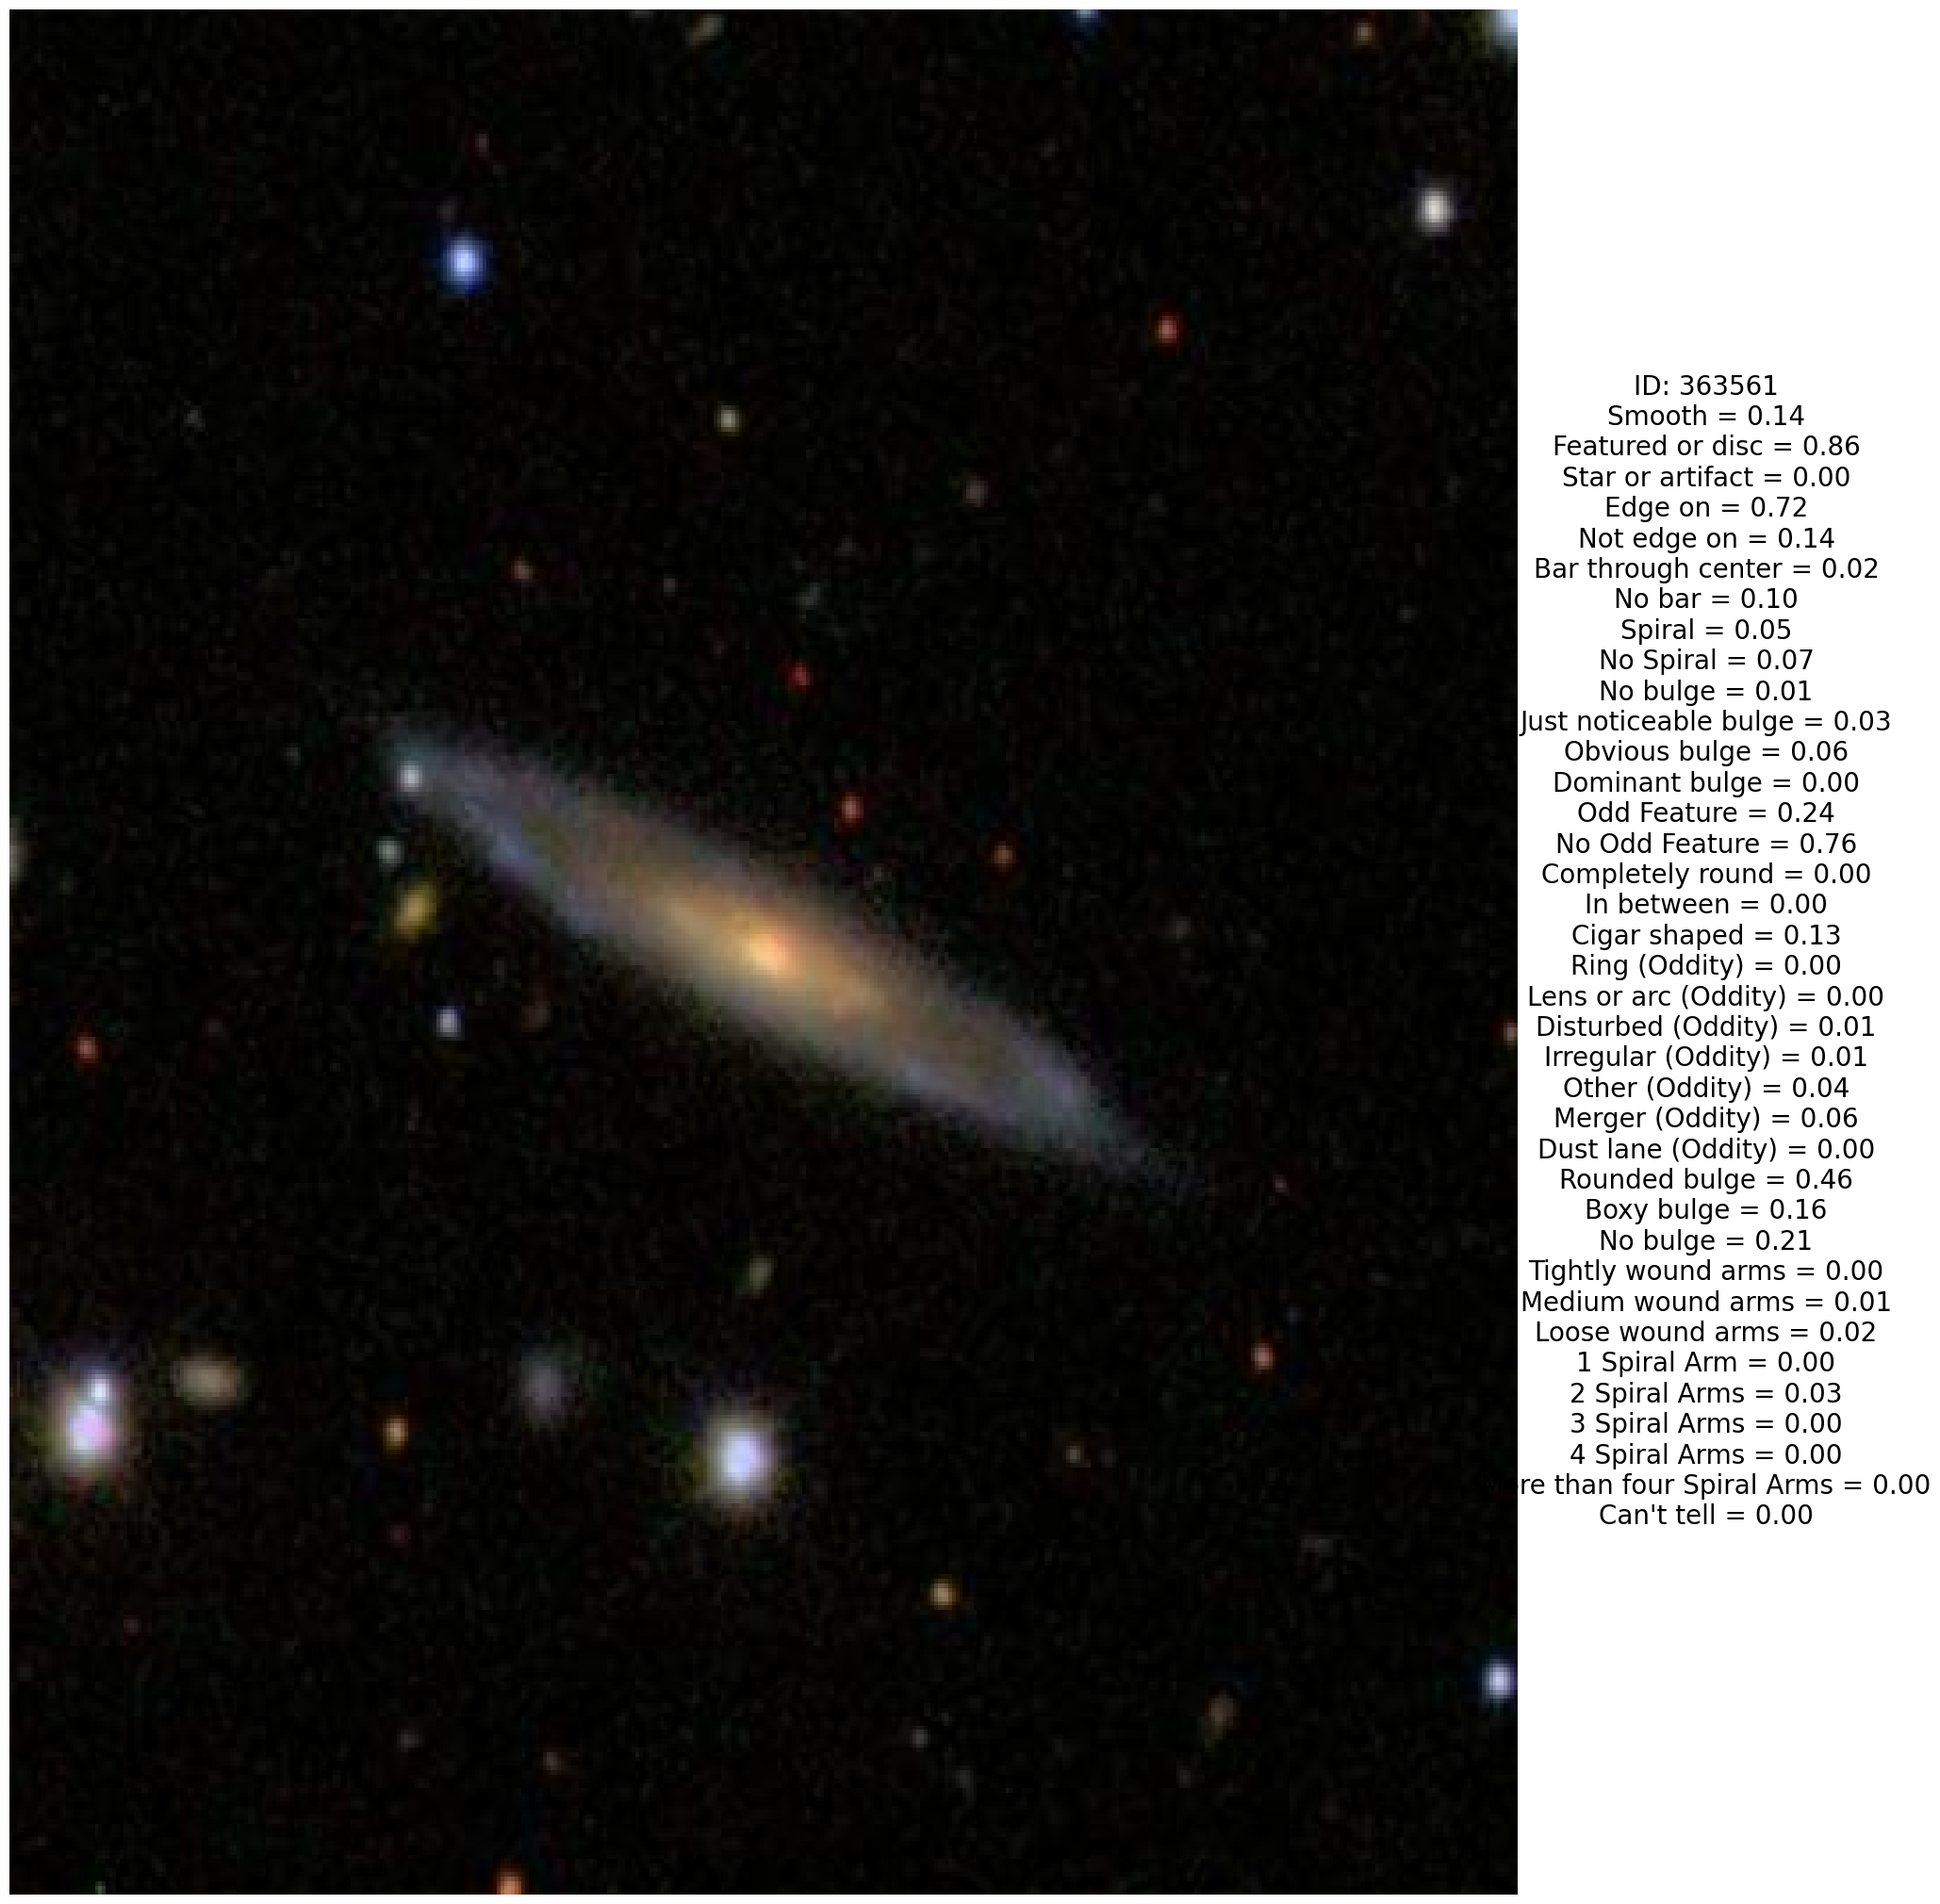 ID: 363561
Smooth = 0.14
Featured or disc = 0.86
Star or artifact = 0.00
Edge on = 0.72
Not edge on = 0.14
Bar through center = 0.02
No bar = 0.10
Spiral = 0.05
No Spiral = 0.07
No bulge = 0.01
Just noticeable bulge = 0.03
Obvious bulge = 0.06
Dominant bulge = 0.00
Odd Feature = 0.24
No Odd Feature = 0.76
Completely round = 0.00
In between = 0.00
Cigar shaped = 0.13
Ring (Oddity) = 0.00
Lens or arc (Oddity) = 0.00
Disturbed (Oddity) = 0.01
Irregular (Oddity) = 0.01
Other (Oddity) = 0.04
Merger (Oddity) = 0.06
Dust lane (Oddity) = 0.00
Rounded bulge = 0.46
Boxy bulge = 0.16
No bulge = 0.21
Tightly wound arms = 0.00
Medium wound arms = 0.01
Loose wound arms = 0.02
1 Spiral Arm = 0.00
2 Spiral Arms = 0.03
3 Spiral Arms = 0.00
4 Spiral Arms = 0.00
than four Spiral Arms = 0.00
Can't tell = 0.00